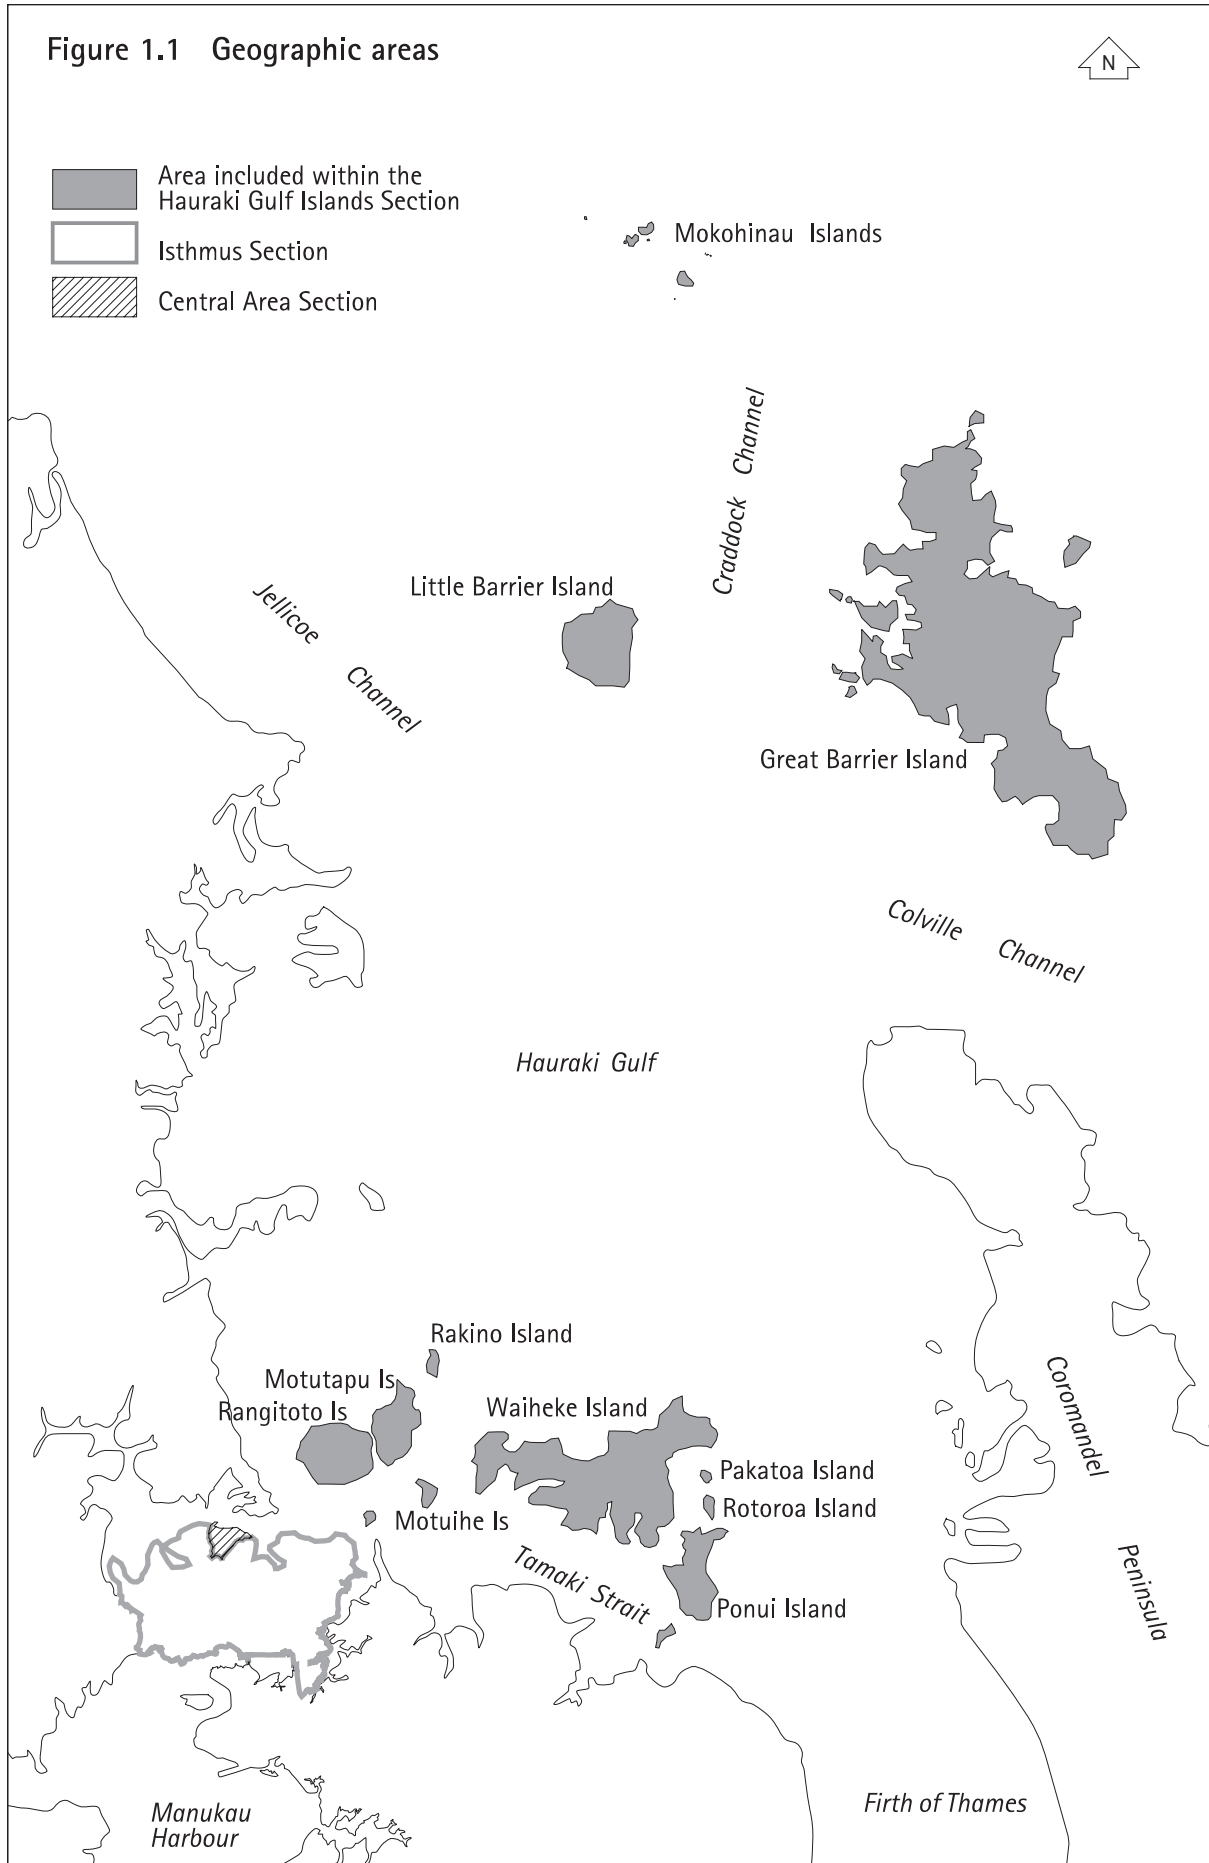 Figure 1.1 Geographic areas
N
Area included within the
Hauraki Gulf Islands Section
Isthmus Section
Central Area Section
Mokohinau Islands
Craddock Channel
Little Barrier Island
Jellicoe Channel
Great Barrier Island
Colville Channel
Hauraki Gulf
Rakino Island
Motutapu Is
Rangitoto Is
Waiheke Island
Coromandel Peninsula
Pakatoa Island
Rotoroa Island
Motuihe Is
Tamaki Strait
Ponui Island
Manukau
Harbour
Firth of Thames